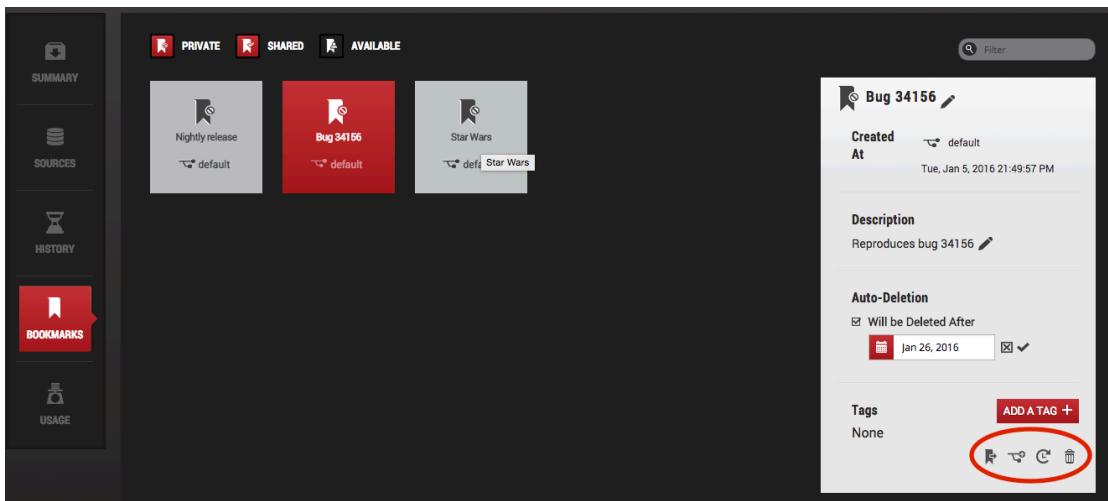 SUMMARY
SOURCES
HISTORY
BOOKMARKS
USAGE
PRIVATE SHARED AVAILABLE
Filter
Nightly release
default
Bug 34156
default
Star Wars
defa
Star Wars
Bug 34156
Created At
default
Tue, Jan 5, 2016 21:49:57 PM
Description
Reproduces bug 34156
Auto-Deletion
Will be Deleted After
Jan 26, 2016
Tags
ADD A TAG +
None